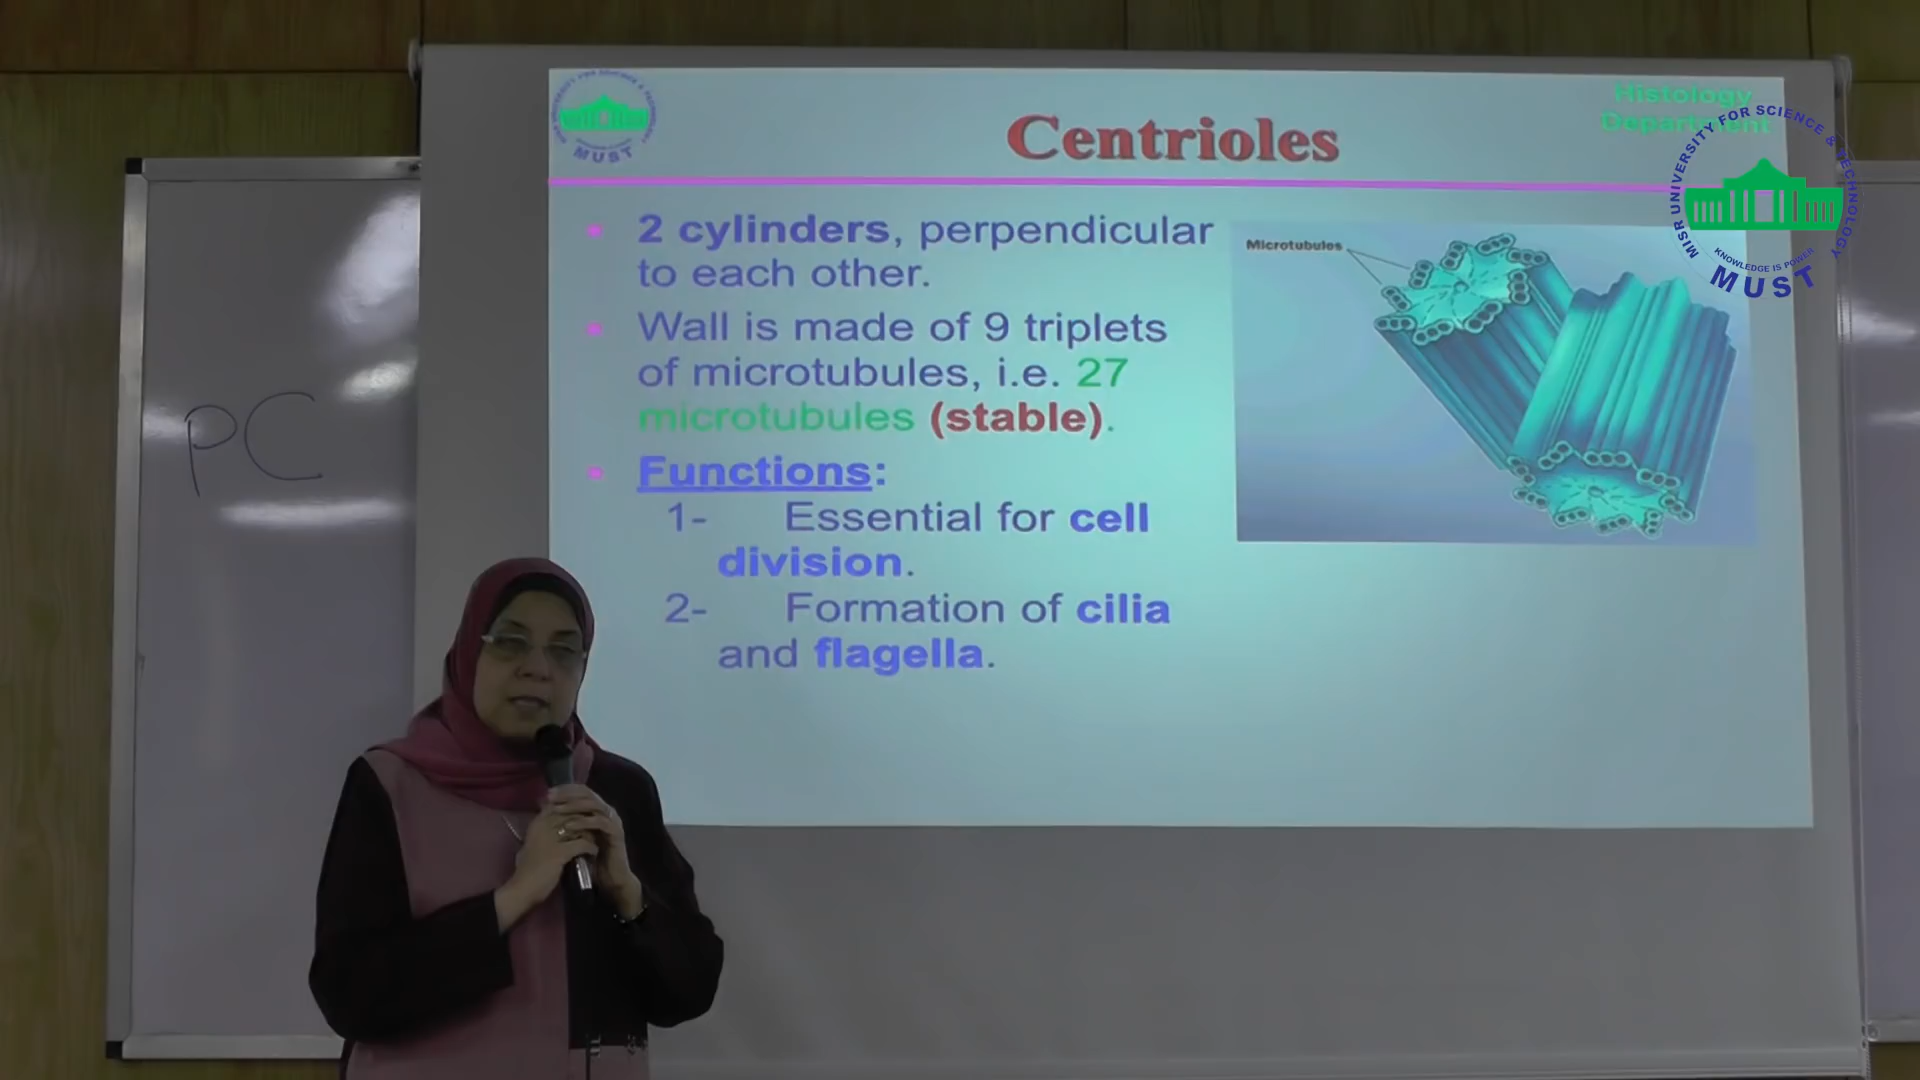 Histology
Department
Centrioles
MISR UNIVERSITY FOR SCIENCE & TECHNOLOGY
KNOWLEDGE IS POWER
MUST
MUST
2 cylinders, perpendicular
to each other.
Wall is made of 9 triplets
of microtubules, i.e. 27
microtubules (stable).
Functions:
1- Essential for cell
division.
2- Formation of cilia
and flagella.
Microtubules
PC